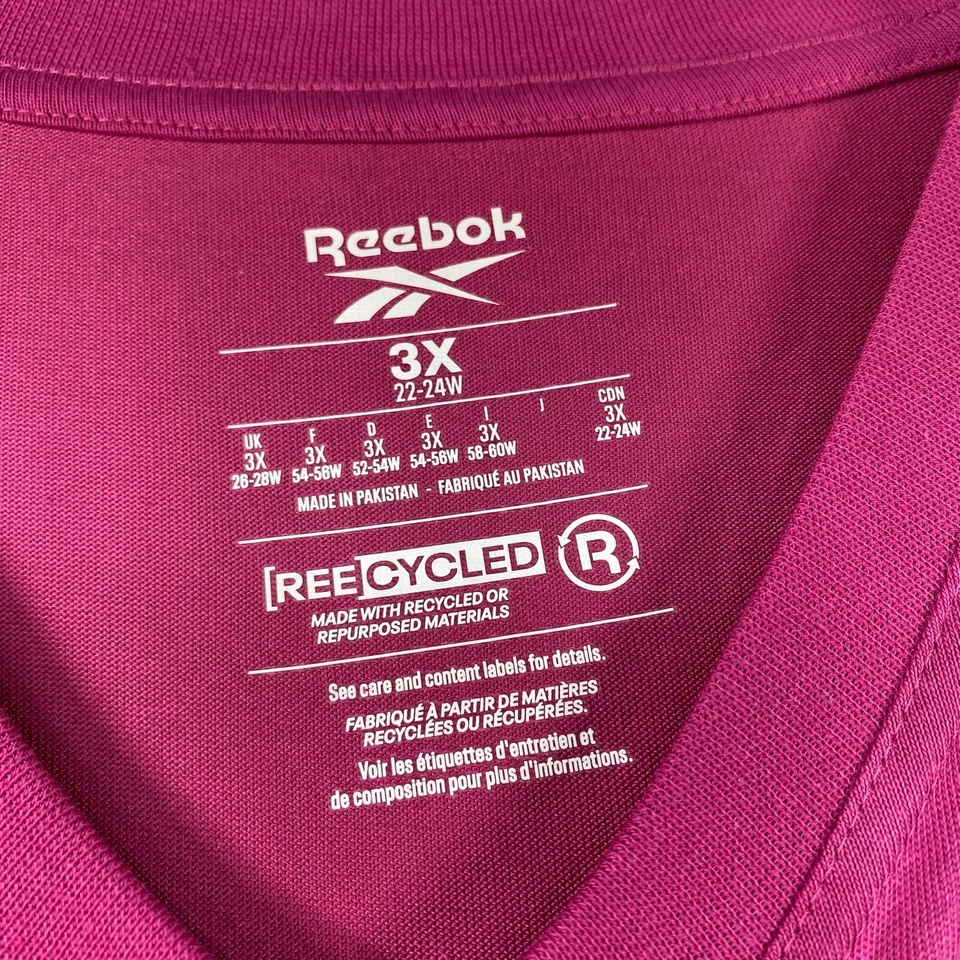 Reebok
3X
22-24W
UK F D E I J CDN
3X 3X 3X 3X 3X 3X
26-28W 54-56W 52-54W 54-56W 58-60W 22-24W
MADE IN PAKISTAN - FABRIQUÉ AU PAKISTAN
[REECYCLED R
MADE WITH RECYCLED OR
REPURPOSED MATERIALS
See care and content labels for details.
FABRIQUÉ À PARTIR DE MATIÈRES
RECYCLÉES OU RÉCUPÉRÉES.
Voir les étiquettes d'entretien et
de composition pour plus d'informations.